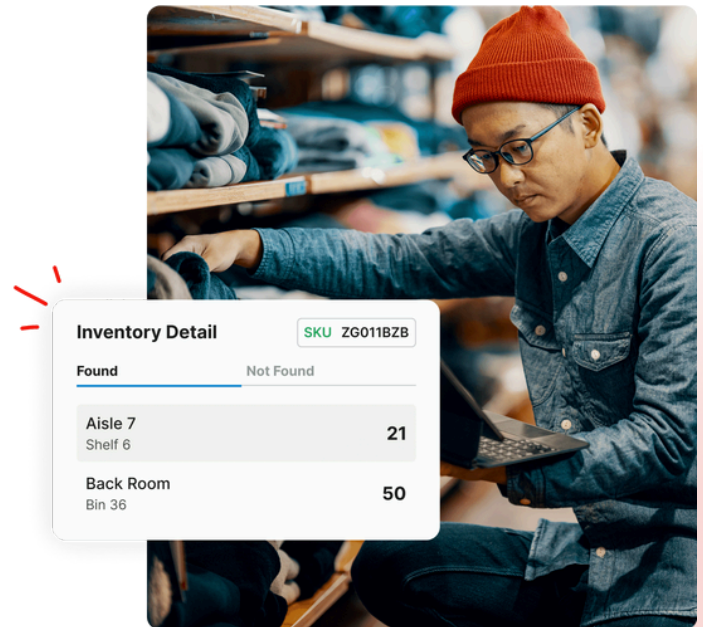 Inventory Detail
SKU ZG011BZB
Found
Not Found
Aisle 7
Shelf 6
21
Back Room
Bin 36
50